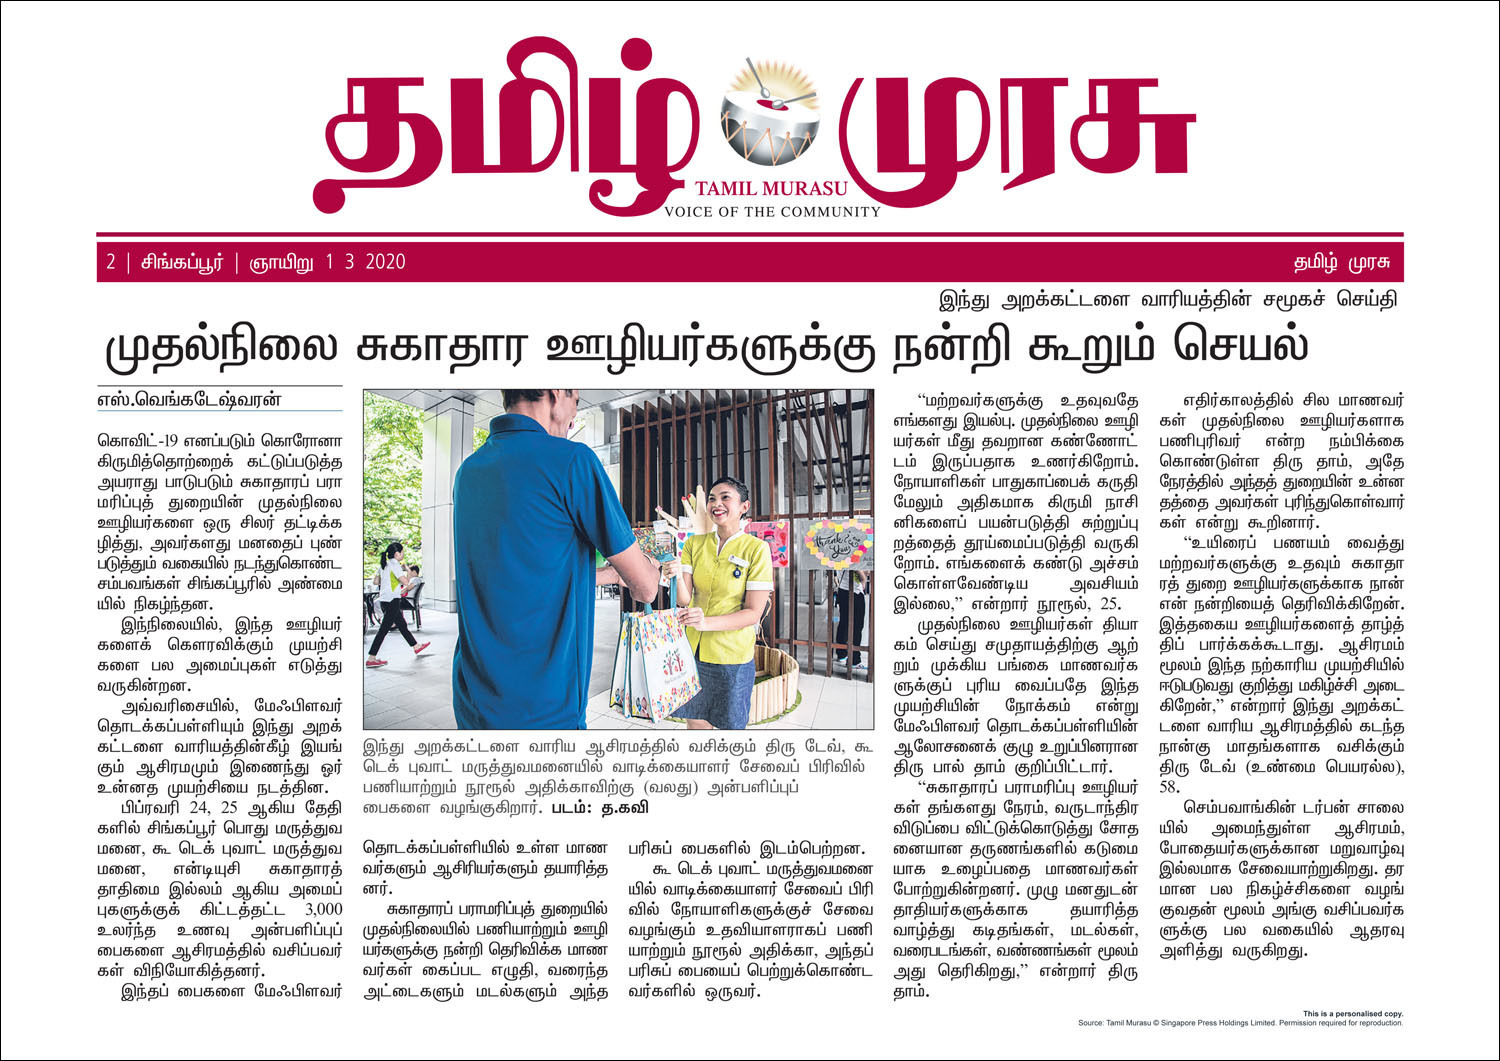 தமிழ் முரசு
TAMIL MURASU
VOICE OF THE COMMUNITY
2 | சிங்கப்பூர் | ஞாயிறு 1 3 2020
தமிழ் முரசு
இந்து அறக்கட்டளை வாரியத்தின் சமூகச் செய்தி
முதல்நிலை சுகாதார ஊழியர்களுக்கு நன்றி கூறும் செயல்
எஸ்.வெங்கடேஷ்வரன்
கொவிட்-19 எனப்படும் கொரோனா
கிருமித்தொற்றைக் கட்டுப்படுத்த
அயராது பாடுபடும் சுகாதாரப் பரா
மரிப்புத் துறையின் முதல்நிலை
ஊழியர்களை ஒரு சிலர் தட்டிக்க
ழித்து, அவர்களது மனதைப் புண்
படுத்தும் வகையில் நடந்துகொண்ட
சம்பவங்கள் சிங்கப்பூரில் அண்மை
யில் நிகழ்ந்தன.
இந்நிலையில், இந்த ஊழியர்
களைக் கௌரவிக்கும் முயற்சி
களை பல அமைப்புகள் எடுத்து
வருகின்றன.
அவ்வரிசையில், மேஃபிளவர்
தொடக்கப்பள்ளியும் இந்து அறக்
கட்டளை வாரியத்தின்கீழ் இயங்
கும் ஆசிரமமும் இணைந்து ஓர்
உன்னத முயற்சியை நடத்தின.
பிப்ரவரி 24, 25 ஆகிய தேதி
களில் சிங்கப்பூர் பொது மருத்துவ
மனை, கூ டெக் புவாட் மருத்துவ
மனை, என்டியுசி சுகாதாரத்
தாதிமை இல்லம் ஆகிய அமைப்
புகளுக்குக் கிட்டத்தட்ட 3,000
உலர்ந்த உணவு அன்பளிப்புப்
பைகளை ஆசிரமத்தில் வசிப்பவர்
கள் விநியோகித்தனர்.
இந்தப் பைகளை மேஃபிளவர்
thank you
இந்து அறக்கட்டளை வாரிய ஆசிரமத்தில் வசிக்கும் திரு டேவ், கூ
டெக் புவாட் மருத்துவமனையில் வாடிக்கையாளர் சேவைப் பிரிவில்
பணியாற்றும் நூரூல் அதிக்காவிற்கு (வலது) அன்பளிப்புப்
பைகளை வழங்குகிறார். படம்: த.கவி
தொடக்கப்பள்ளியில் உள்ள மாண
வர்களும் ஆசிரியர்களும் தயாரித்த
னர்.
சுகாதாரப் பராமரிப்புத் துறையில்
முதல்நிலையில் பணியாற்றும் ஊழி
யர்களுக்கு நன்றி தெரிவிக்க மாண
வர்கள் கைப்பட எழுதி, வரைந்த
அட்டைகளும் மடல்களும் அந்த
பரிசுப் பைகளில் இடம்பெற்றன.
கூ டெக் புவாட் மருத்துவமனை
யில் வாடிக்கையாளர் சேவைப் பிரி
வில் நோயாளிகளுக்குச் சேவை
வழங்கும் உதவியாளராகப் பணி
யாற்றும் நூரூல் அதிக்கா, அந்தப்
பரிசுப் பையைப் பெற்றுக்கொண்ட
வர்களில் ஒருவர்.
“மற்றவர்களுக்கு உதவுவதே
எங்களது இயல்பு. முதல்நிலை ஊழி
யர்கள் மீது தவறான கண்ணோட்
டம் இருப்பதாக உணர்கிறோம்.
நோயாளிகள் பாதுகாப்பைக் கருதி
மேலும் அதிகமாக கிருமி நாசி
னிகளைப் பயன்படுத்தி சுற்றுப்பு
றத்தைத் தூய்மைப்படுத்தி வருகி
றோம். எங்களைக் கண்டு அச்சம்
கொள்ளவேண்டிய அவசியம்
இல்லை,” என்றார் நூரூல், 25.
முதல்நிலை ஊழியர்கள் தியா
கம் செய்து சமுதாயத்திற்கு ஆற்
றும் முக்கிய பங்கை மாணவர்க
ளுக்குப் புரிய வைப்பதே இந்த
முயற்சியின் நோக்கம் என்று
மேஃபிளவர் தொடக்கப்பள்ளியின்
ஆலோசனைக் குழு உறுப்பினரான
திரு பால் தாம் குறிப்பிட்டார்.
“சுகாதாரப் பராமரிப்பு ஊழியர்
கள் தங்களது நேரம், வருடாந்திர
விடுப்பை விட்டுக்கொடுத்து சோத
னையான தருணங்களில் கடுமை
யாக உழைப்பதை மாணவர்கள்
போற்றுகின்றனர். முழு மனதுடன்
தாதியர்களுக்காக தயாரித்த
வாழ்த்து கடிதங்கள், மடல்கள்,
வரைபடங்கள், வண்ணங்கள் மூலம்
அது தெரிகிறது,” என்றார் திரு
தாம்.
எதிர்காலத்தில் சில மாணவர்
கள் முதல்நிலை ஊழியர்களாக
பணிபுரிவர் என்ற நம்பிக்கை
கொண்டுள்ள திரு தாம், அதே
நேரத்தில் அந்தத் துறையின் உன்ன
தத்தை அவர்கள் புரிந்துகொள்வார்
கள் என்று கூறினார்.
“உயிரைப் பணயம் வைத்து
மற்றவர்களுக்கு உதவும் சுகாதா
ரத் துறை ஊழியர்களுக்காக நான்
என் நன்றியைத் தெரிவிக்கிறேன்.
இத்தகைய ஊழியர்களைத் தாழ்த்
திப் பார்க்கக்கூடாது. ஆசிரமம்
மூலம் இந்த நற்காரிய முயற்சியில்
ஈடுபடுவது குறித்து மகிழ்ச்சி அடை
கிறேன்,” என்றார் இந்து அறக்கட்
டளை வாரிய ஆசிரமத்தில் கடந்த
நான்கு மாதங்களாக வசிக்கும்
திரு டேவ் (உண்மை பெயரல்ல),
58.
செம்பவாங்கின் டர்பன் சாலை
யில் அமைந்துள்ள ஆசிரமம்,
போதையர்களுக்கான மறுவாழ்வு
இல்லமாக சேவையாற்றுகிறது. தர
மான பல நிகழ்ச்சிகளை வழங்
குவதன் மூலம் அங்கு வசிப்பவர்க
ளுக்கு பல வகையில் ஆதரவு
அளித்து வருகிறது.
This is a personalised copy.
Source: Tamil Murasu © Singapore Press Holdings Limited. Permission required for reproduction.